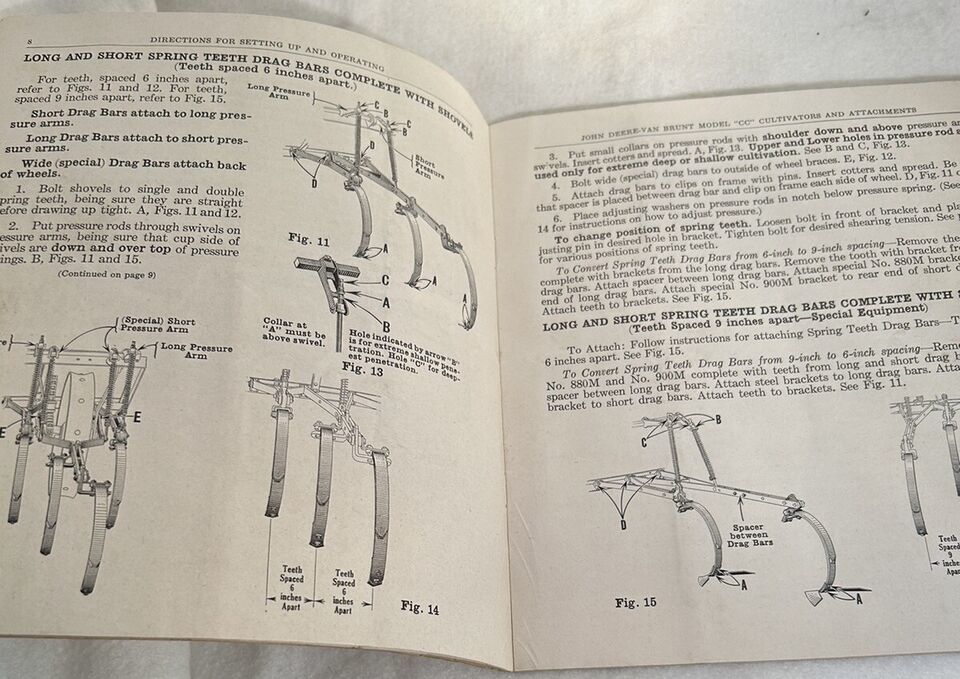 8
DIRECTIONS FOR SETTING UP AND OPERATING
LONG AND SHORT SPRING TEETH DRAG BARS COMPLETE WITH SHOVELS
(Teeth spaced 6 inches apart.)
For teeth, spaced 6 inches apart,
refer to Figs. 11 and 12. For teeth,
spaced 9 inches apart, refer to Fig. 15.
Short Drag Bars attach to long pres-
sure arms.
Long Drag Bars attach to short pres-
sure arms.
Wide (special) Drag Bars attach back
of wheels.
1. Bolt shovels to single and double
spring teeth, being sure they are straight
before drawing up tight. A, Figs. 11 and 12.
2. Put pressure rods through swivels on
pressure arms, being sure that cup side of
swivels are down and over top of pressure
springs. B, Figs. 11 and 15.
(Continued on page 9)
Long Pressure
Arm
C
B
C
B
D
D
Short
Pressure
Arm
A
A
A
Fig. 11
C
A
B
Collar at
"A" must be
above swivel.
Hole indicated by arrow "B"
is for extreme shallow pene-
tration. Hole "C" for deep-
est penetration.
Fig. 13
(Special) Short
Pressure Arm
Long Pressure
Arm
E
E
Teeth
Spaced
6
inches
Apart
Teeth
Spaced
6
inches
Apart
Fig. 14
JOHN DEERE-VAN BRUNT MODEL "CC" CULTIVATORS AND ATTACHMENTS
3. Put small collars on pressure rods with shoulder down and above pressure
swivels. Insert cotters and spread. A, Fig. 13. Upper and Lower holes in pressure rod
used only for extreme deep or shallow cultivation. See B and C, Fig. 13.
4. Bolt wide (special) drag bars to outside of wheel braces. E, Fig. 12.
5. Attach drag bars to clips on frame with pins. Insert cotters and spread. Be
that spacer is placed between drag bar and clip on frame each side of wheel. D, Fig. 11
6. Place adjusting washers on pressure rods in notch below pressure spring. (See
14 for instructions on how to adjust pressure.)
To change position of spring teeth. Loosen bolt in front of bracket and
justing pin in desired hole in bracket. Tighten bolt for desired shearing tension. See
for various positions of spring teeth.
To Convert Spring Teeth Drag Bars from 6-inch to 9-inch spacing—Remove the
complete with brackets from the long drag bars. Remove the tooth with bracket
drag bars. Attach spacer between long drag bars. Attach special No. 880M
end of long drag bars. Attach special No. 900M bracket to rear end of short
Attach teeth to brackets. See Fig. 15.
LONG AND SHORT SPRING TEETH DRAG BARS COMPLETE WITH
(Teeth Spaced 9 inches apart—Special Equipment)
To Attach: Follow instructions for attaching Spring Teeth Drag Bars—
6 inches apart. See Fig. 15.
To Convert Spring Teeth Drag Bars from 9-inch to 6-inch spacing—
No. 880M and No. 900M complete with teeth from long and short drag
spacer between long drag bars. Attach steel brackets to long drag bars.
bracket to short drag bars. Attach teeth to brackets. See Fig. 11.
C
B
D
Spacer
between
Drag Bars
A
A
Fig. 15
Teeth
Spaced
9
inches
Apart